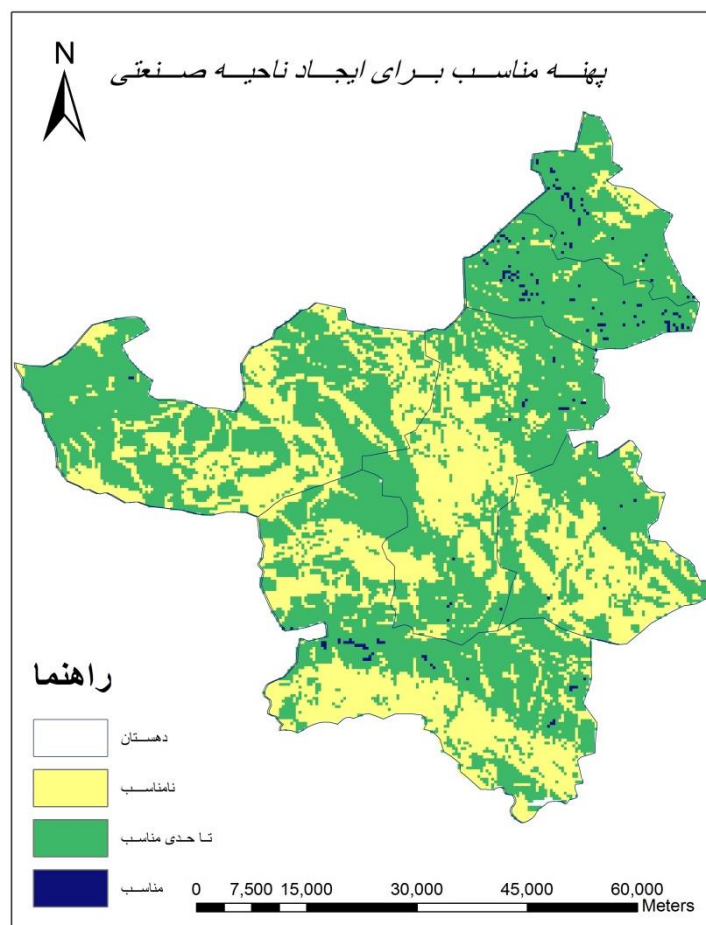 پهنه مناسب برای ایجاد ناحیه صنعتی
N
راهنما
دهستان
نامناسب
تا حدی مناسب
مناسب
0 7,500 15,000 30,000 45,000 60,000
Meters